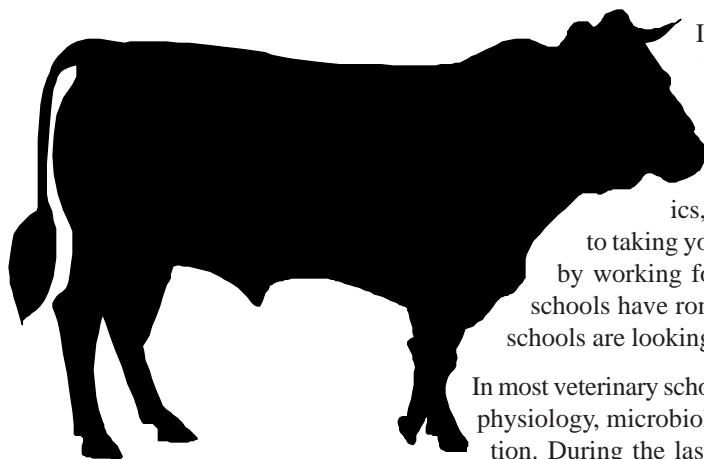 I
ics,
to taking yo
by working fo
schools have ror
schools are looking
In most veterinary scho
physiology, microbiol
tion. During the las